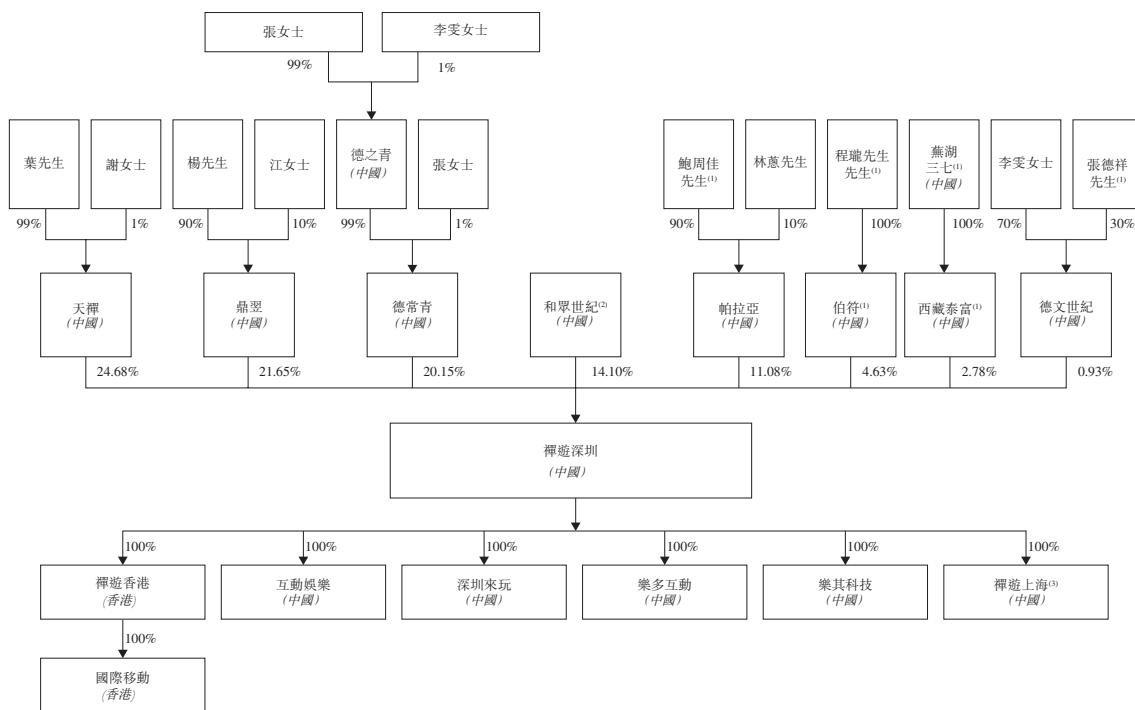 張女士
李雯女士
99%
1%
葉先生
謝女士
楊先生
江女士
德之青
(中國)
張女士
鮑周佳
先生(1)
林蕙先生
程瓏先生
先生(1)
蕪湖
三七(1)
(中國)
李雯女士
張德祥
先生(1)
99%
1%
90%
10%
99%
1%
90%
10%
100%
100%
70%
30%
天禪
(中國)
鼎翌
(中國)
德常青
(中國)
和眾世紀(2)
(中國)
帕拉亞
(中國)
伯符(1)
(中國)
西藏泰富(1)
(中國)
德文世紀
(中國)
24.68%
21.65%
20.15%
14.10%
11.08%
4.63%
2.78%
0.93%
禪遊深圳
(中國)
100%
100%
100%
100%
100%
100%
禪遊香港
(香港)
互動娛樂
(中國)
深圳來玩
(中國)
樂多互動
(中國)
樂其科技
(中國)
禪遊上海(3)
(中國)
100%
國際移動
(香港)